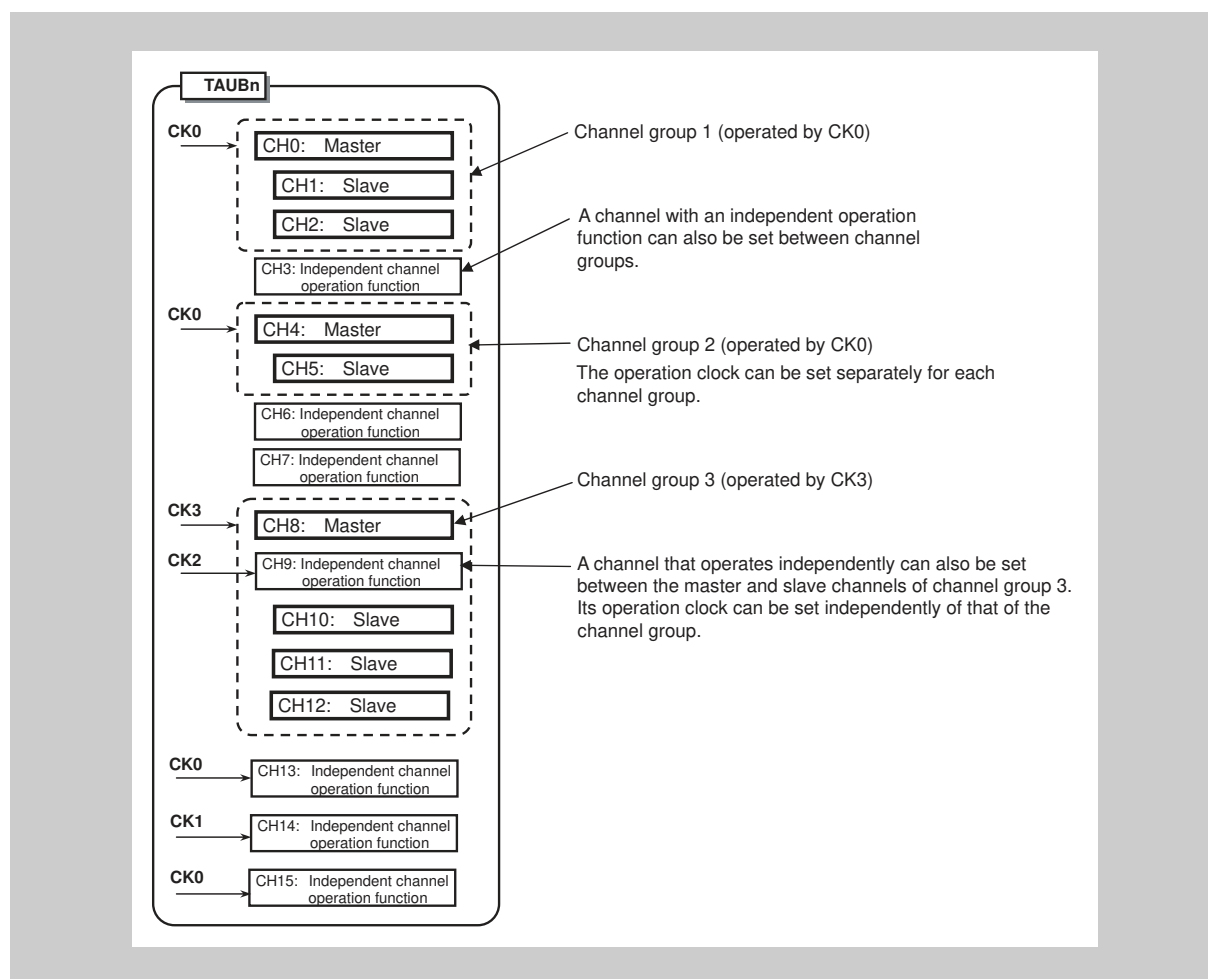 TAUBn
CK0
CH0: Master
CH1: Slave
CH2: Slave
Channel group 1 (operated by CK0)
CH3: Independent channel
operation function
A channel with an independent operation
function can also be set between channel
groups.
CK0
CH4: Master
CH5: Slave
Channel group 2 (operated by CK0)
The operation clock can be set separately for each
channel group.
CH6: Independent channel
operation function
CH7: Independent channel
operation function
CK3
CH8: Master
Channel group 3 (operated by CK3)
CK2
CH9: Independent channel
operation function
A channel that operates independently can also be set
between the master and slave channels of channel group 3.
Its operation clock can be set independently of that of the
channel group.
CH10: Slave
CH11: Slave
CH12: Slave
CK0
CH13: Independent channel
operation function
CK1
CH14: Independent channel
operation function
CK0
CH15: Independent channel
operation function